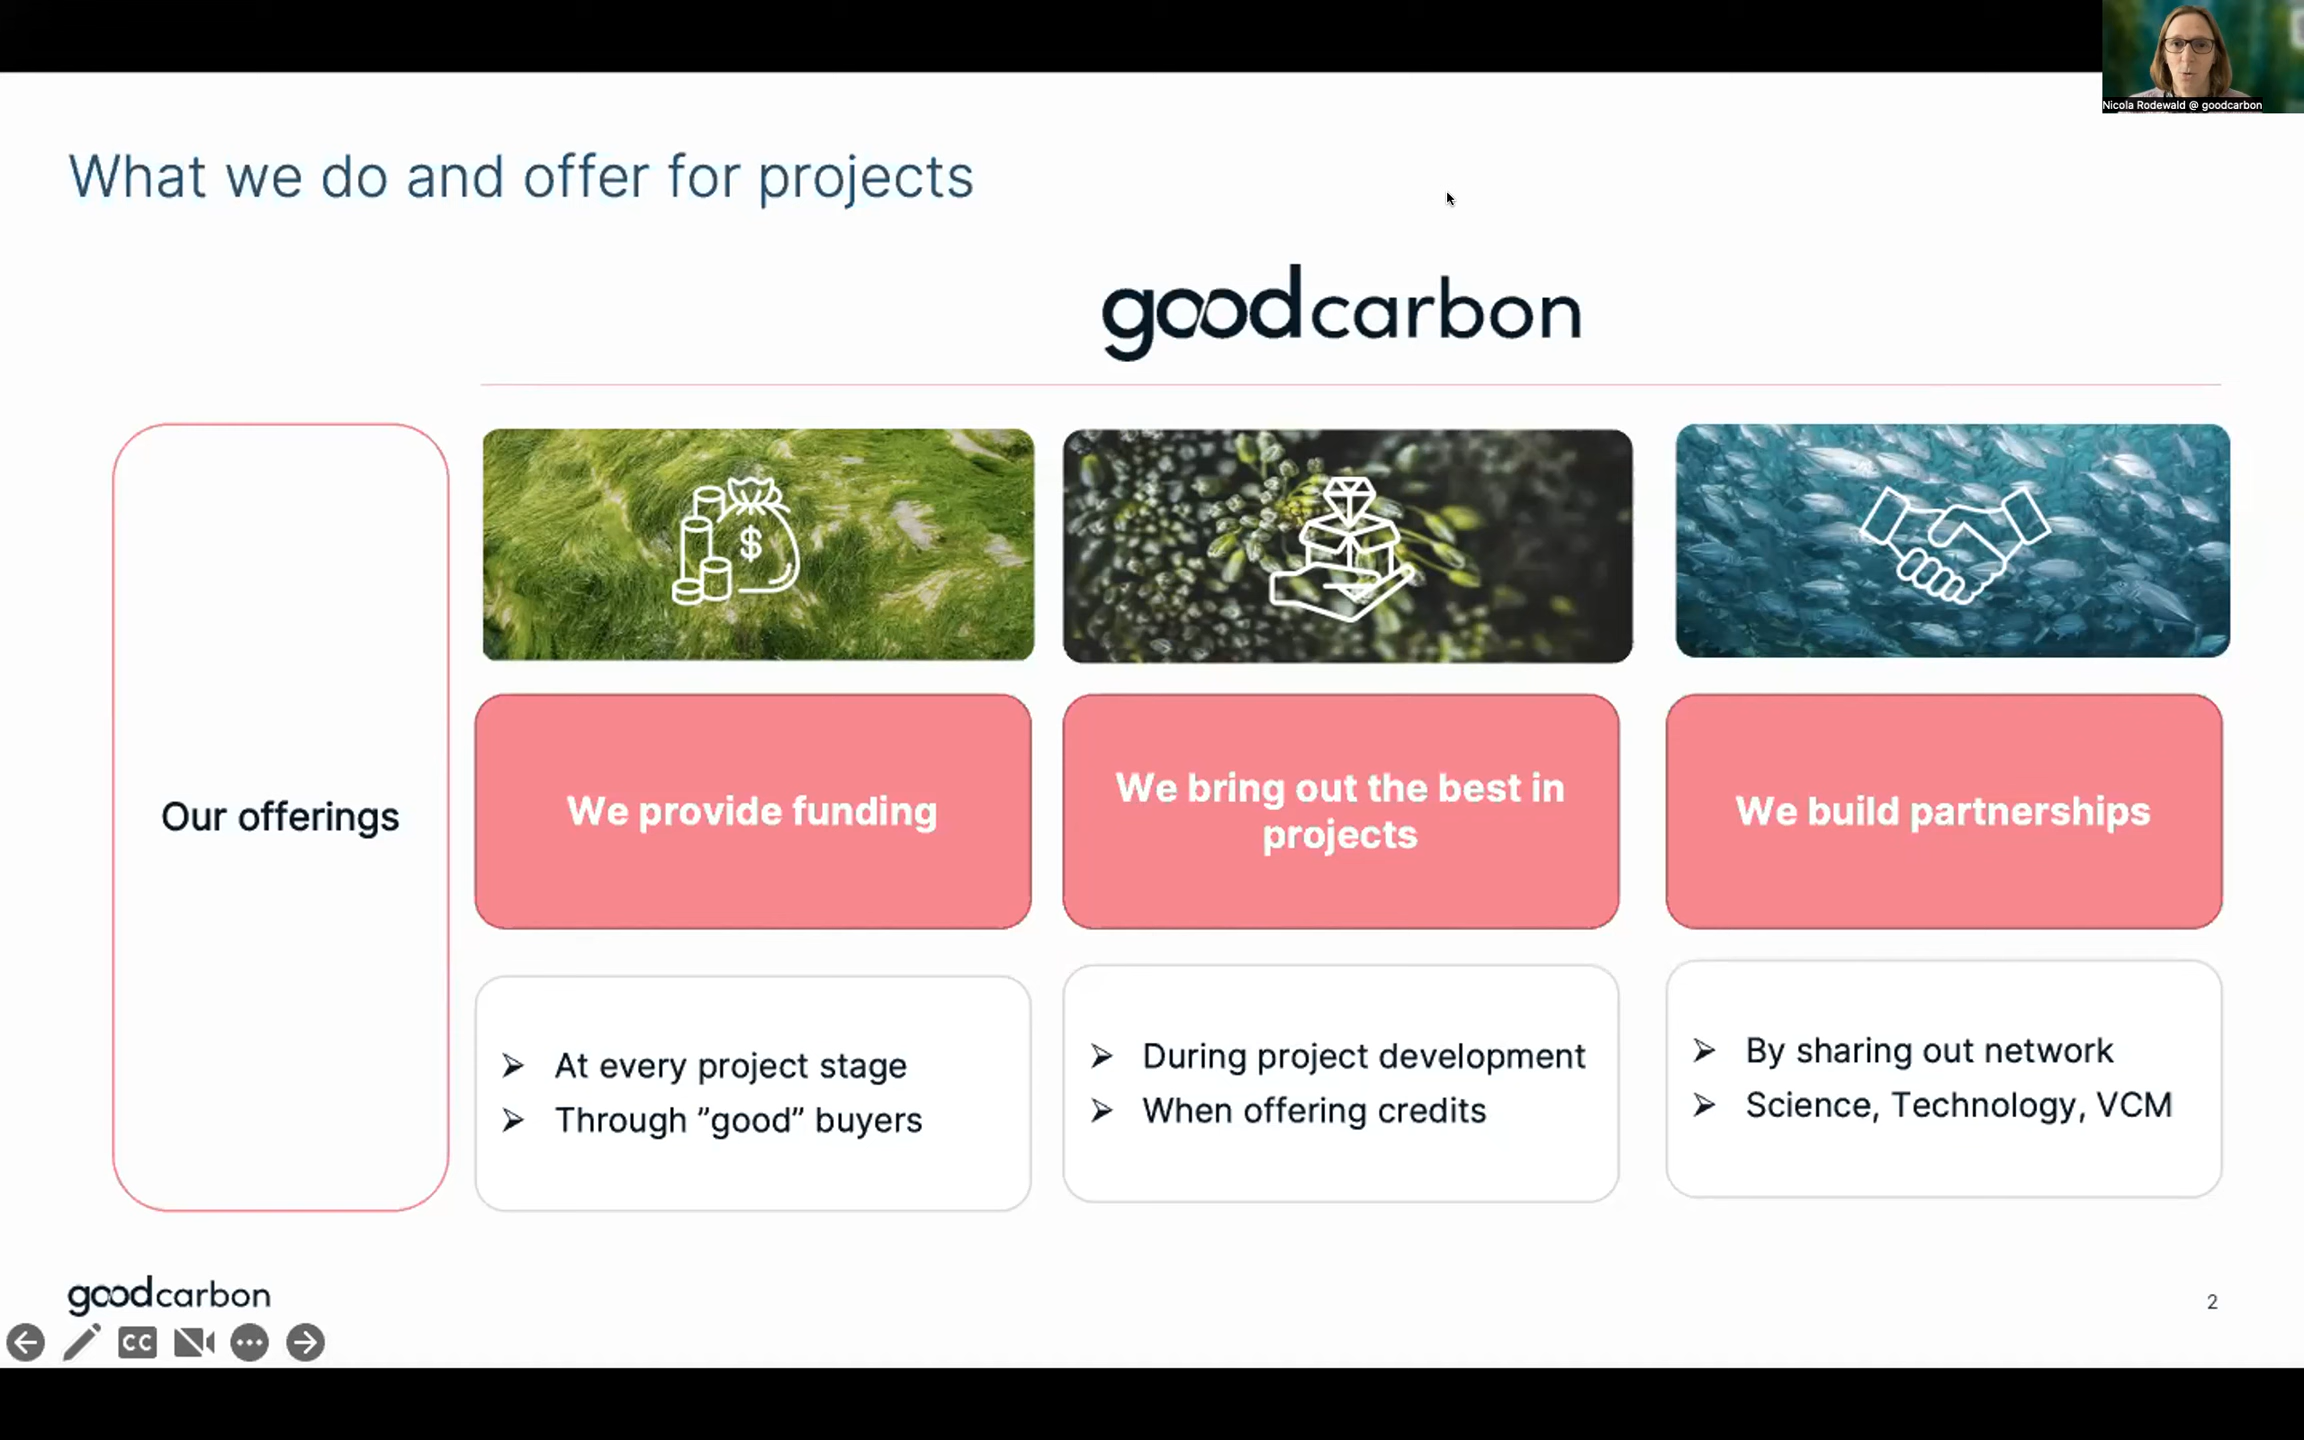 Nicola Rodewald @ goodcarbon
What we do and offer for projects
goodcarbon
$
Our offerings
We provide funding
We bring out the best in
projects
We build partnerships
➢ At every project stage
➢ Through ”good” buyers
➢ During project development
➢ When offering credits
➢ By sharing out network
➢ Science, Technology, VCM
goodcarbon
2
CC